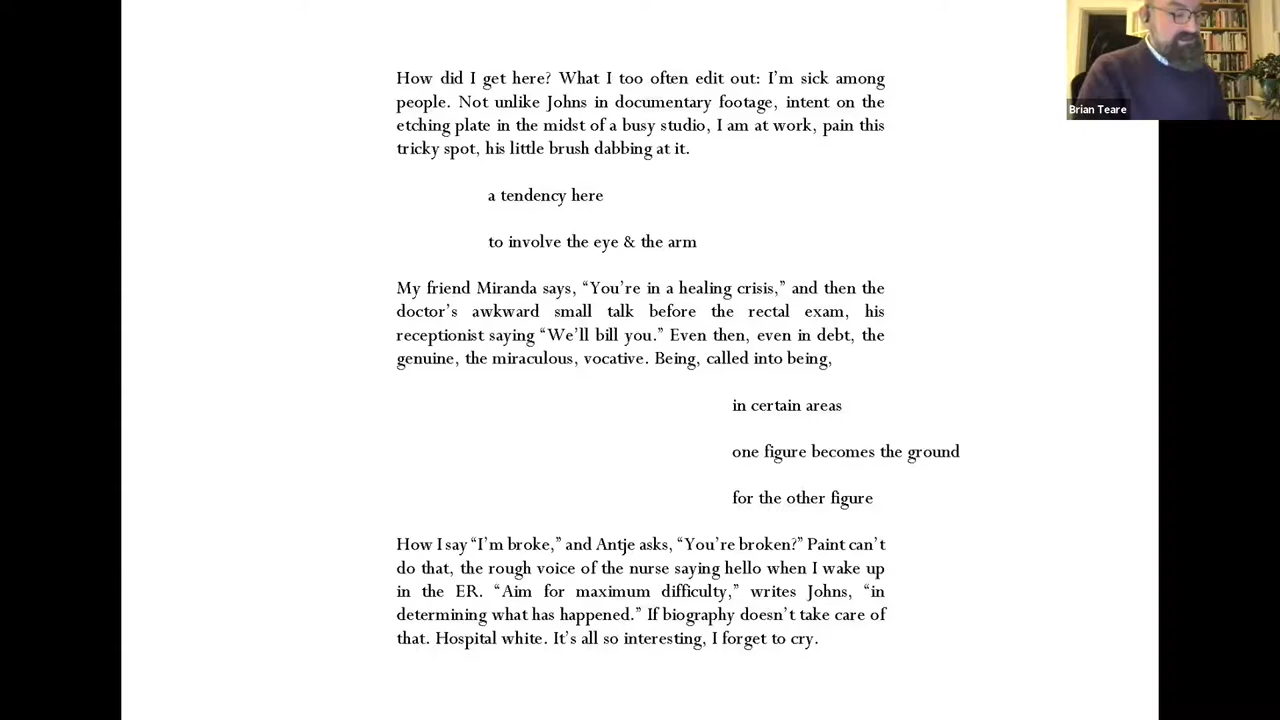 Brian Teare
How did I get here? What I too often edit out: I'm sick among
people. Not unlike Johns in documentary footage, intent on the
etching plate in the midst of a busy studio, I am at work, pain this
tricky spot, his little brush dabbing at it.
a tendency here
to involve the eye & the arm
My friend Miranda says, “You're in a healing crisis,” and then the
doctor's awkward small talk before the rectal exam, his
receptionist saying “We'll bill you.” Even then, even in debt, the
genuine, the miraculous, vocative. Being, called into being,
in certain areas
one figure becomes the ground
for the other figure
How I say “I'm broke,” and Antje asks, “You're broken?” Paint can't
do that, the rough voice of the nurse saying hello when I wake up
in the ER. “Aim for maximum difficulty,” writes Johns, “in
determining what has happened.” If biography doesn't take care of
that. Hospital white. It's all so interesting, I forget to cry.